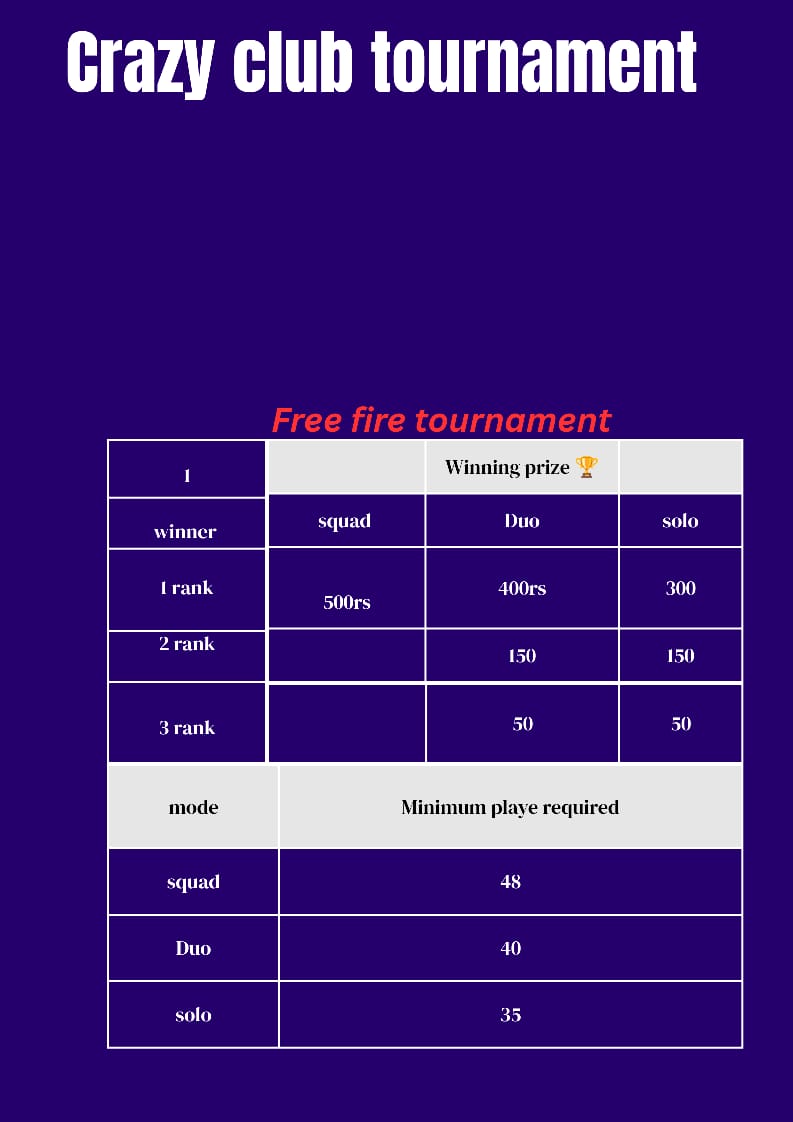 Crazy club tournament
Free fire tournament
1 Winning prize 🏆
winner squad Duo solo
1 rank 500rs 400rs 300
2 rank 150 150
3 rank 50 50
mode Minimum playe required
squad 48
Duo 40
solo 35